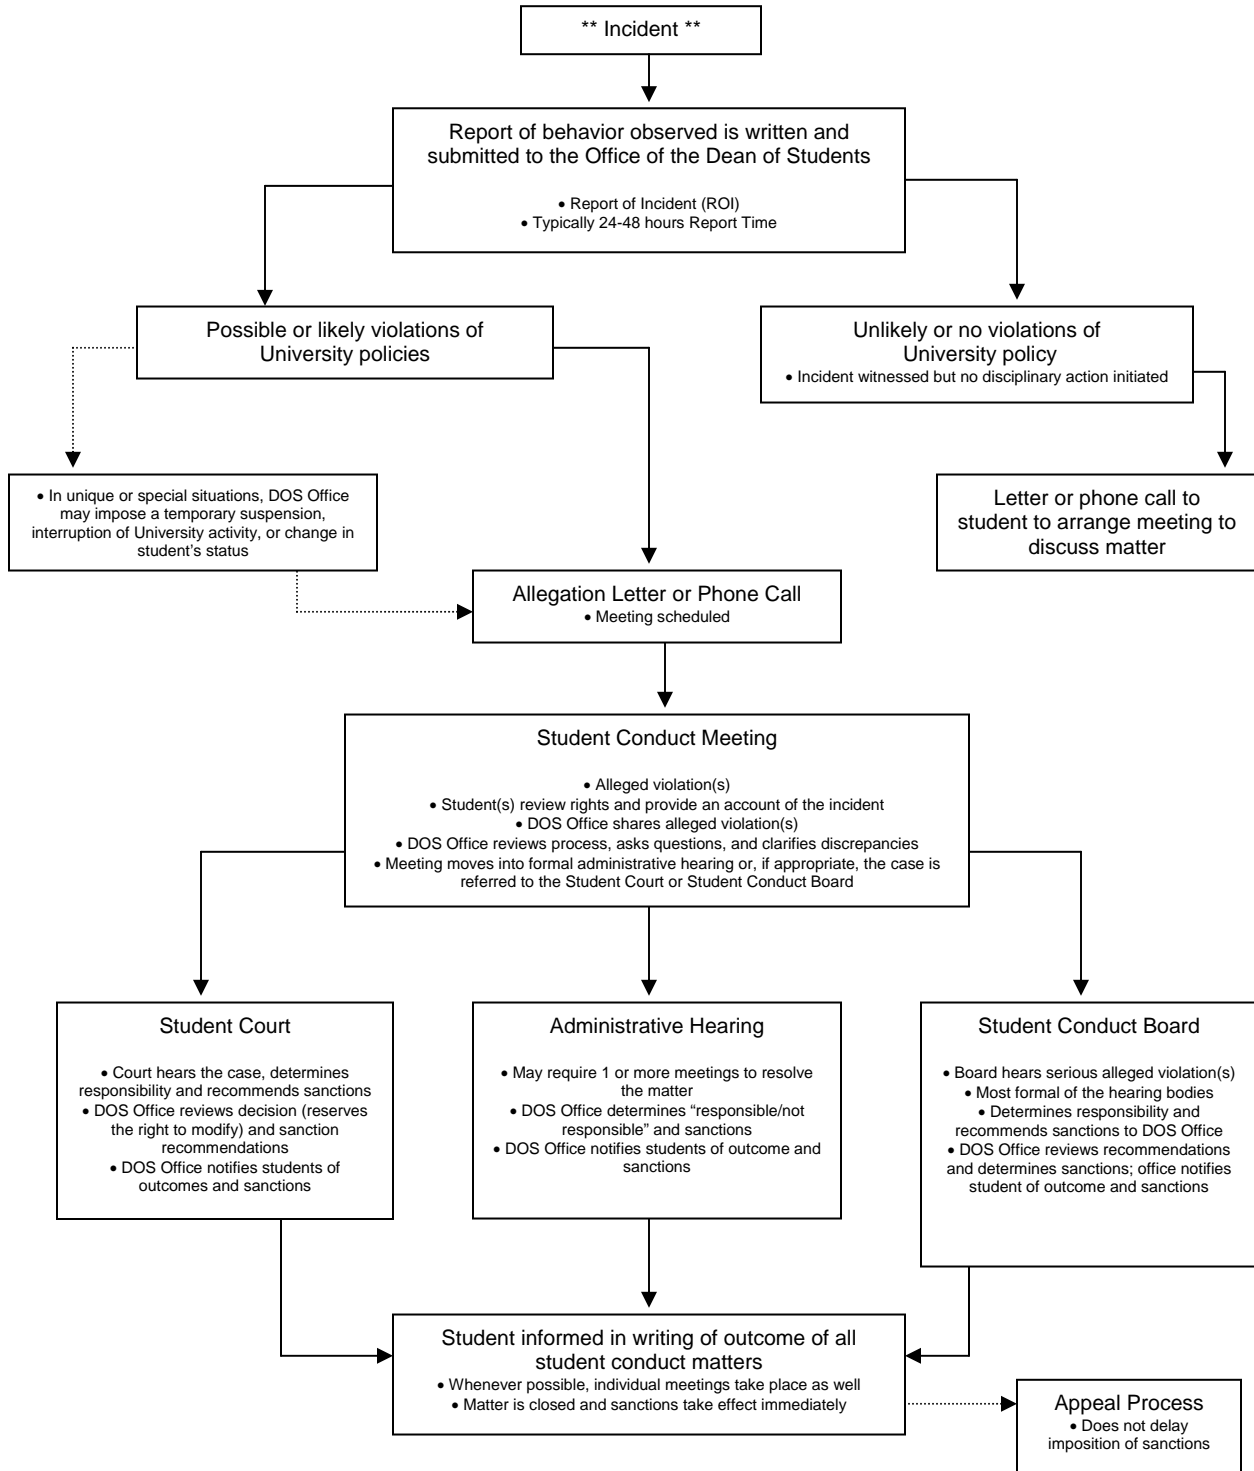 ** Incident **
Report of behavior observed is written and
submitted to the Office of the Dean of Students
• Report of Incident (ROI)
• Typically 24-48 hours Report Time
Possible or likely violations of
University policies
Unlikely or no violations of
University policy
• Incident witnessed but no disciplinary action initiated
• In unique or special situations, DOS Office
may impose a temporary suspension,
interruption of University activity, or change in
student’s status
Letter or phone call to
student to arrange meeting to
discuss matter
Allegation Letter or Phone Call
• Meeting scheduled
Student Conduct Meeting
• Alleged violation(s)
• Student(s) review rights and provide an account of the incident
• DOS Office shares alleged violation(s)
• DOS Office reviews process, asks questions, and clarifies discrepancies
• Meeting moves into formal administrative hearing or, if appropriate, the case is
referred to the Student Court or Student Conduct Board
Student Court
• Court hears the case, determines
responsibility and recommends sanctions
• DOS Office reviews decision (reserves
the right to modify) and sanction
recommendations
• DOS Office notifies students of
outcomes and sanctions
Administrative Hearing
• May require 1 or more meetings to resolve
the matter
• DOS Office determines “responsible/not
responsible” and sanctions
• DOS Office notifies students of outcome and
sanctions
Student Conduct Board
• Board hears serious alleged violation(s)
• Most formal of the hearing bodies
• Determines responsibility and
recommends sanctions to DOS Office
• DOS Office reviews recommendations
and determines sanctions; office notifies
student of outcome and sanctions
Student informed in writing of outcome of all
student conduct matters
• Whenever possible, individual meetings take place as well
• Matter is closed and sanctions take effect immediately
Appeal Process
• Does not delay
imposition of sanctions